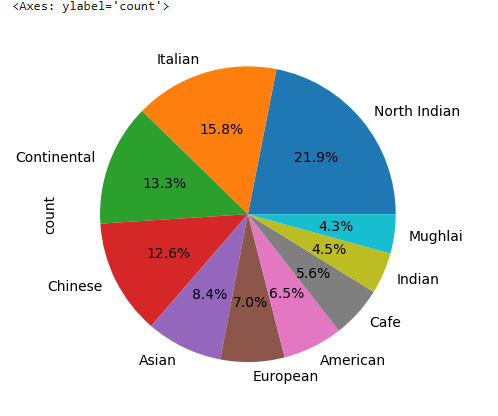 <Axes: ylabel='count'>
Italian
North Indian
15.8%
21.9%
Continental
13.3%
count
4.3%
Mughlai
12.6%
4.5%
5.6%
Indian
Chinese
8.4%
7.0%
6.5%
Cafe
Asian
American
European